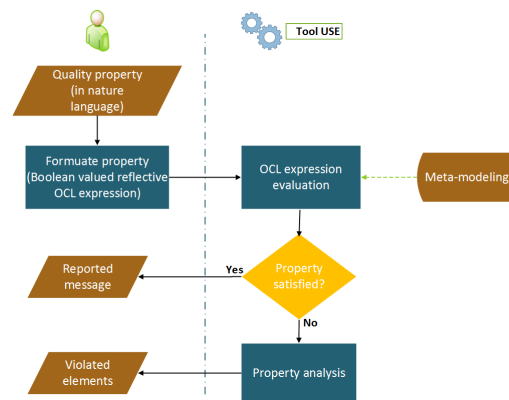 Tool USE
Quality property
(in nature
language)
Formuate property
(Boolean valued reflective
OCL expression)
OCL expression
evaluation
Meta-modeling
Property
satisfied?
Yes
Reported
message
No
Violated
elements
Property analysis